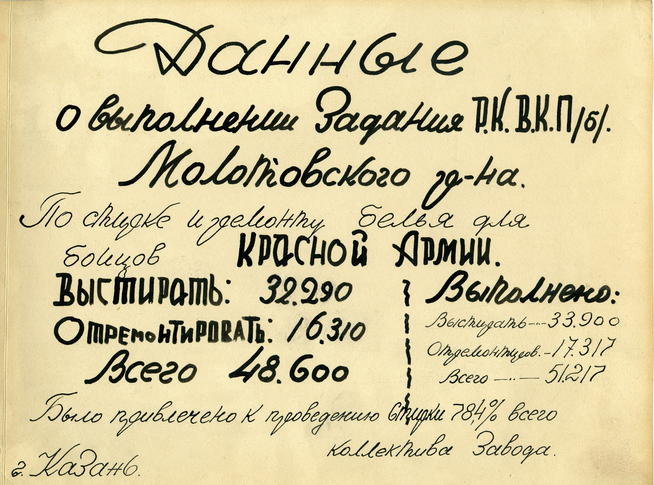 Данные
о выполнении Задания Р.К. В.К.П/б/.
Молотовского р-на.
По стирке и ремонту белья для
бойцов КРАСНОЙ АРМИИ.
ВЫСТИРАТЬ: 32.290
ОТРЕМОНТИРОВАТЬ: 16.310
Всего 48.600
Выполнено:
Выстирать--33.900
Отремонтиров.-17.317
Всего -·- 51.217
Было привлечено к проведению Стирки 78,4% всего
коллектива Завода.
г. Казань.